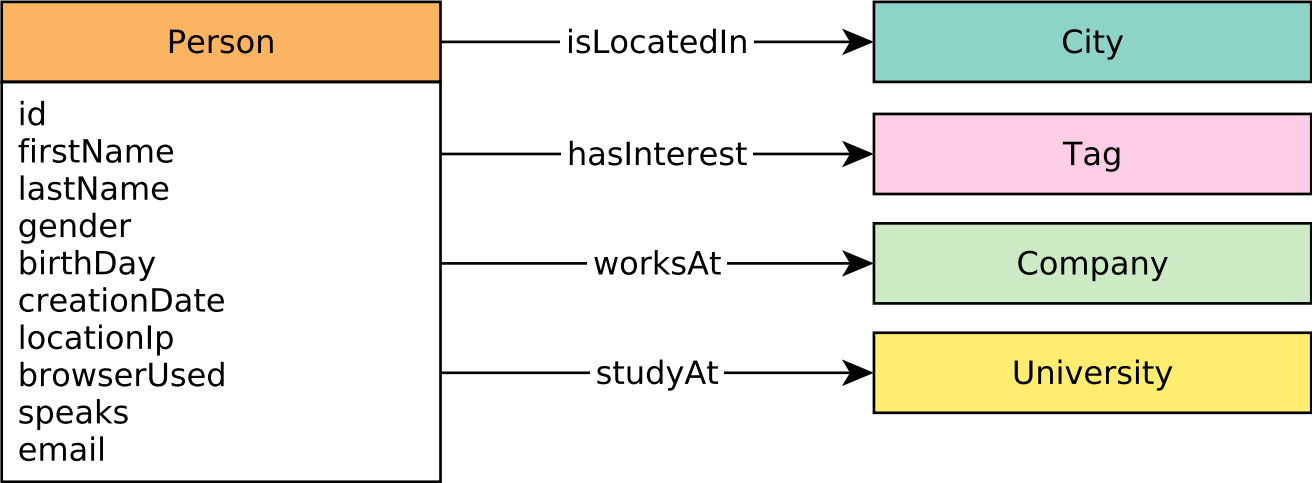 Person
id
firstName
lastName
gender
birthDay
creationDate
locationIp
browserUsed
speaks
email
isLocatedIn
City
hasInterest
Tag
worksAt
Company
studyAt
University